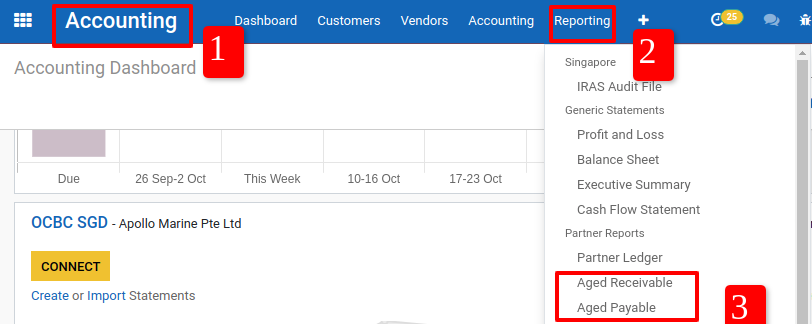 Accounting Dashboard Customers Vendors Accounting Reporting + 25
1 2
Accounting Dashboard
Singapore
IRAS Audit File
Generic Statements
Profit and Loss
Balance Sheet
Executive Summary
Cash Flow Statement
Partner Reports
Partner Ledger
Aged Receivable
Aged Payable
3
Due 26 Sep-2 Oct This Week 10-16 Oct 17-23 Oct
OCBC SGD - Apollo Marine Pte Ltd
CONNECT
Create or Import Statements